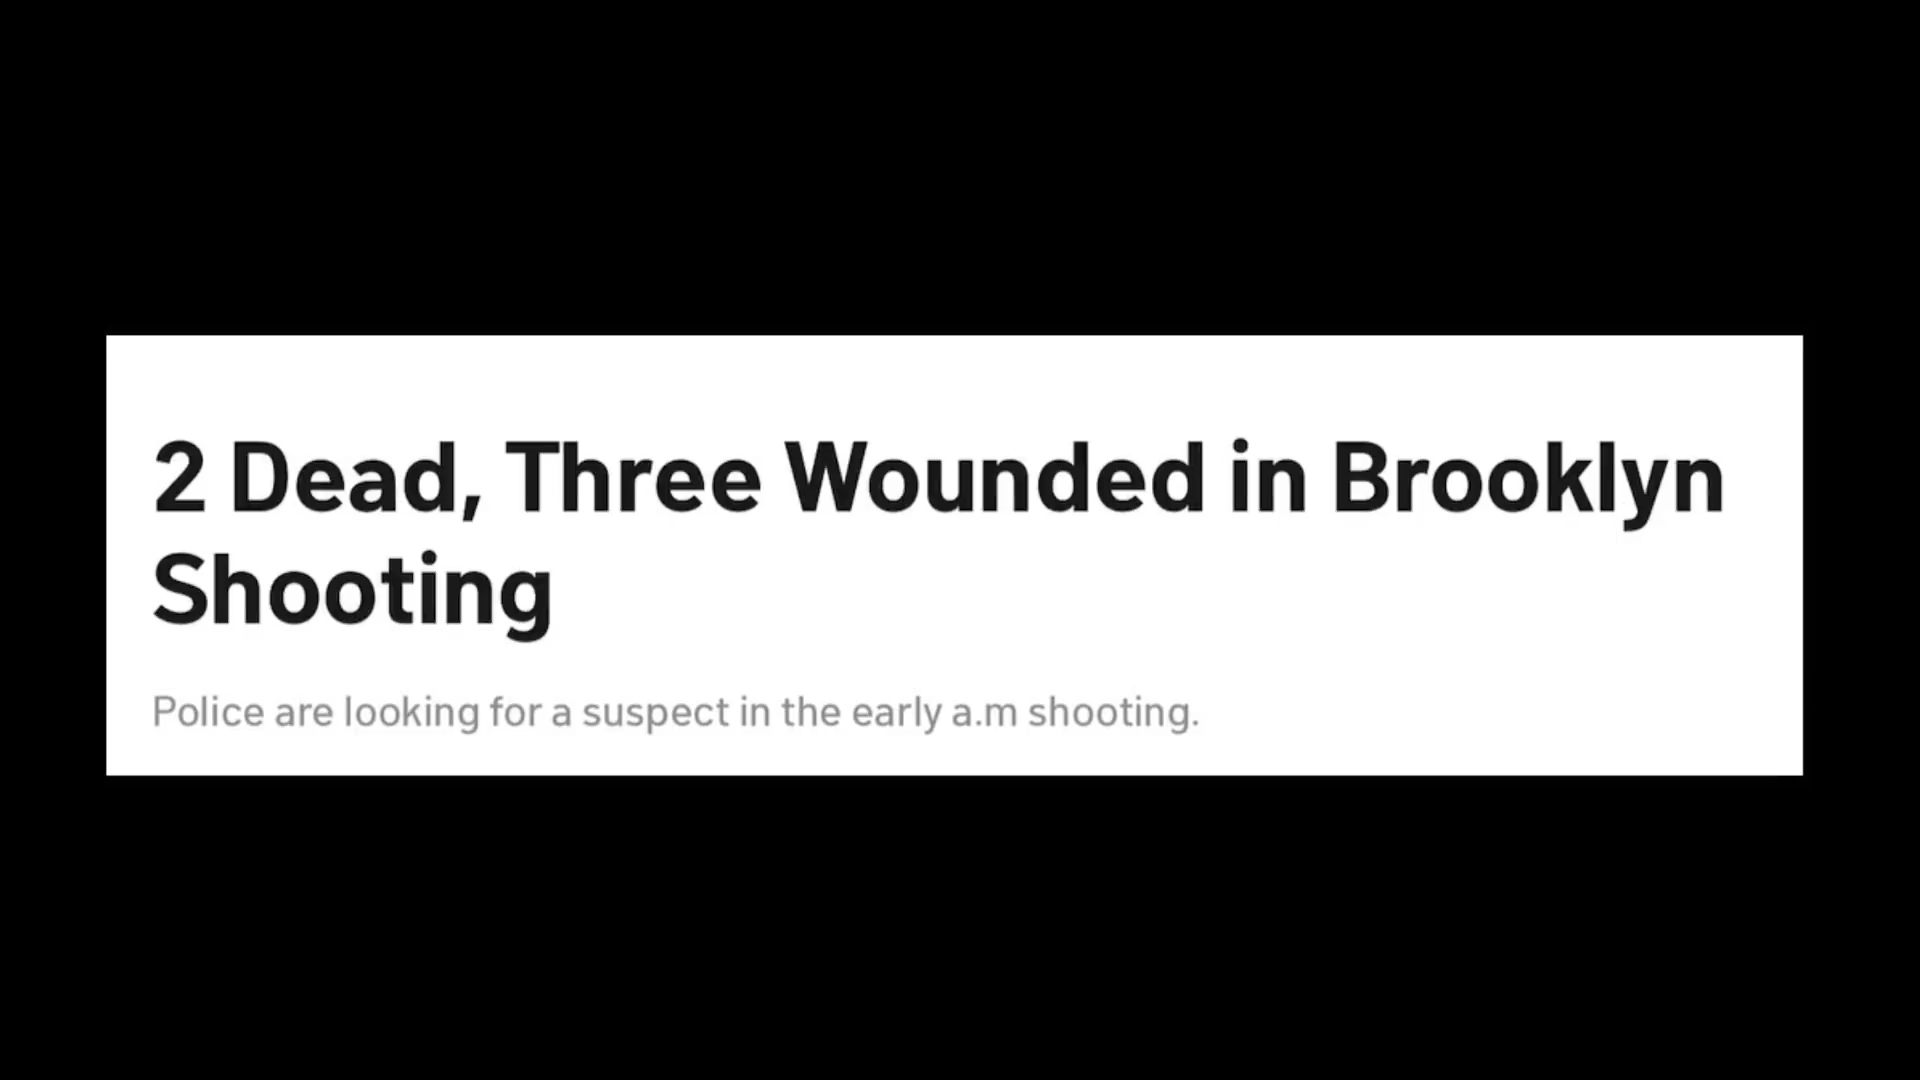 2 Dead, Three Wounded in Brooklyn
Shooting
Police are looking for a suspect in the early a.m shooting.